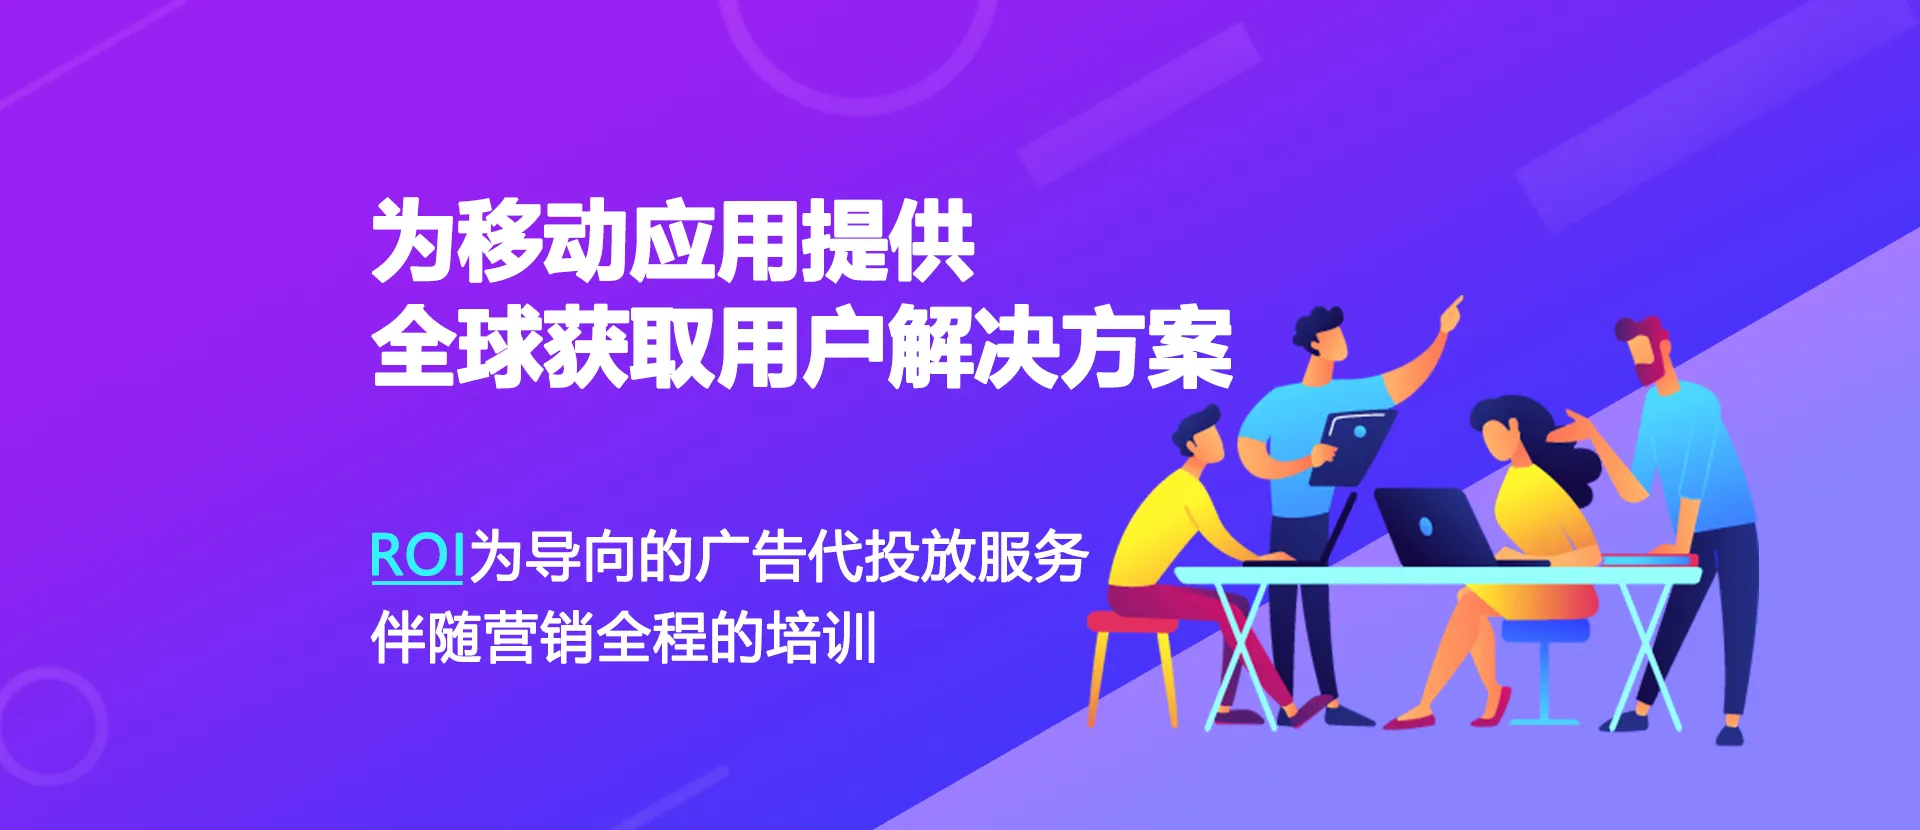 为移动应用提供
全球获取用户解决方案
ROI为导向的广告代投放服务
伴随营销全程的培训